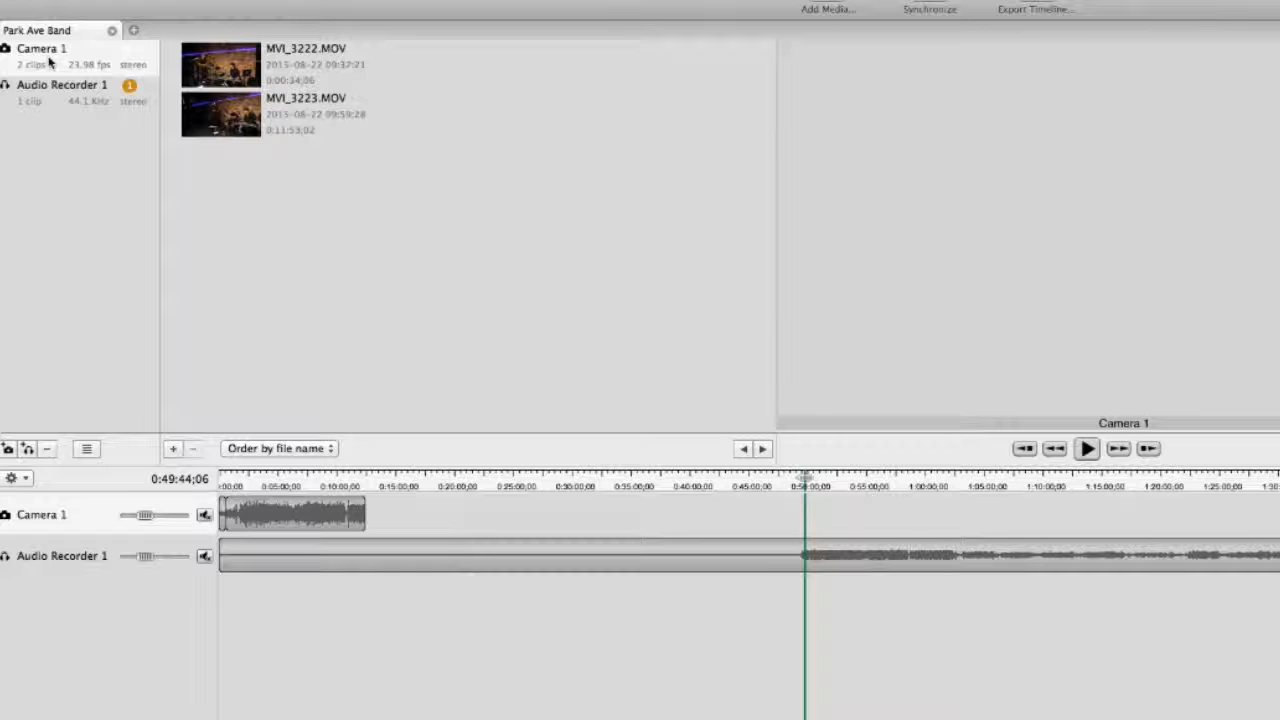 Add Media... Synchronize Export Timeline...
Park Ave Band
Camera 1
2 clips 23.98 fps stereo
Audio Recorder 1 1
1 clip 44.1 KHz stereo
MVI_3222.MOV
2013-08-22 09:37:21
0:00:34;06
MVI_3223.MOV
2013-08-22 09:59:28
0:11:53;02
Camera 1
Order by file name
0:49:44;06
:00:00 0:05:00;00 0:10:00;00 0:15:00;00 0:20:00;00 0:25:00;00 0:30:00;00 0:35:00;00 0:40:00;00 0:45:00;00 0:50:00;00 0:55:00;00 1:00:00;00 1:05:00;00 1:10:00;00 1:15:00;00 1:20:00;00 1:25:00;00 1:30:
Camera 1
Audio Recorder 1